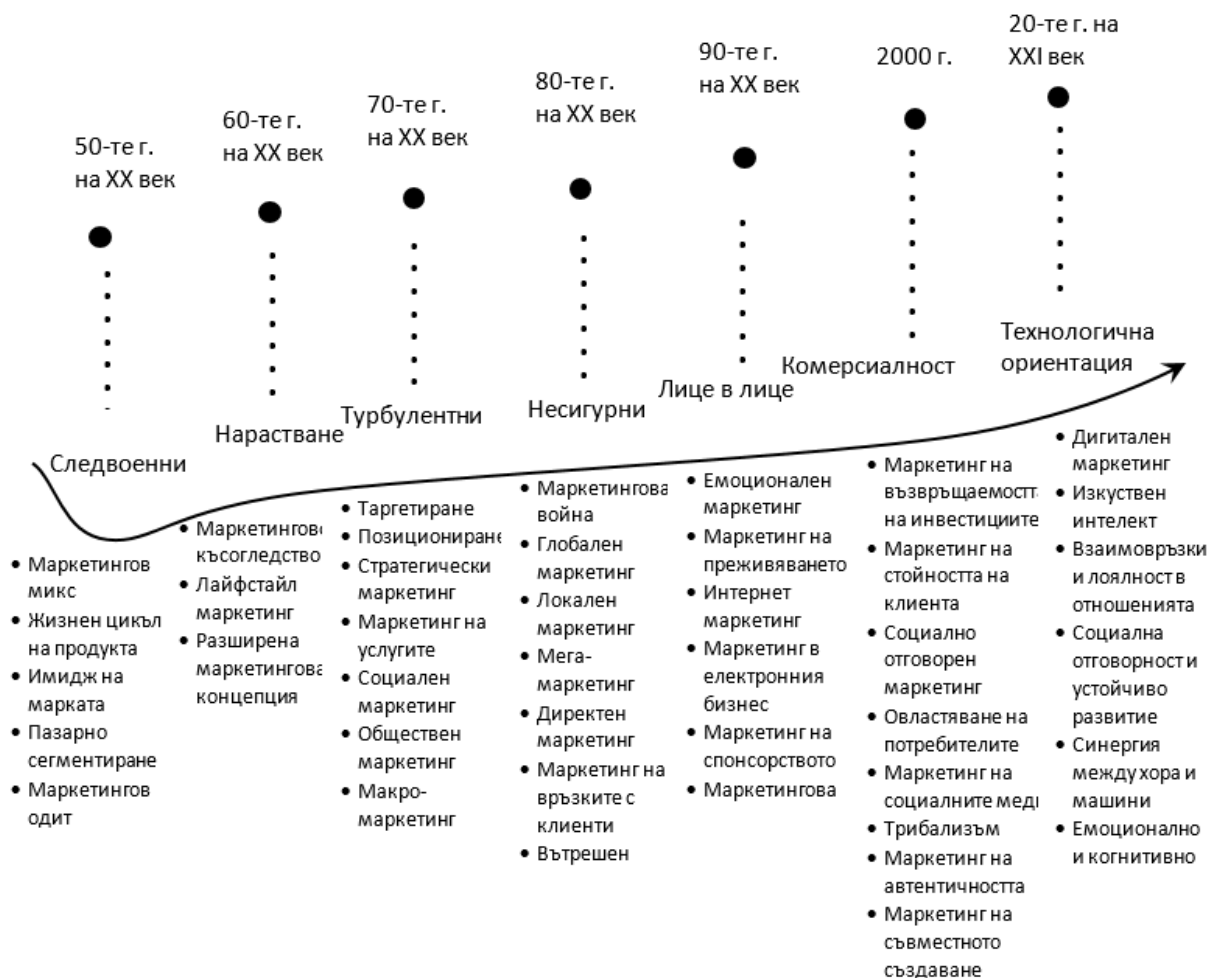 50-те г.
на XX век
60-те г.
на XX век
70-те г.
на XX век
80-те г.
на XX век
90-те г.
на XX век
2000 г.
20-те г. на
XXI век
Следвоенни
Нарастване
Турбулентни
Несигурни
Лице в лице
Комерсиалност
Технологична
ориентация
• Маркетингов
микс
• Жизнен цикъл
на продукта
• Имидж на
марката
• Пазарно
сегментиране
• Маркетингов
одит
• Маркетингово
късогледство
• Лайфстайл
маркетинг
• Разширена
маркетингова
концепция
• Таргетиране
• Позициониране
• Стратегически
маркетинг
• Маркетинг на
услугите
• Социален
маркетинг
• Обществен
маркетинг
• Макро-
маркетинг
• Маркетингова
война
• Глобален
маркетинг
• Локален
маркетинг
• Мега-
маркетинг
• Директен
маркетинг
• Маркетинг на
връзките с
клиенти
• Вътрешен
• Емоционален
маркетинг
• Маркетинг на
преживяването
• Интернет
маркетинг
• Маркетинг в
електронния
бизнес
• Маркетинг на
спонсорството
• Маркетингова
• Маркетинг на
възвръщаемостт
на инвестициите
• Маркетинг на
стойността на
клиента
• Социално
отговорен
маркетинг
• Овластяване на
потребителите
• Маркетинг на
социалните меди
• Трибализъм
• Маркетинг на
автентичността
• Маркетинг на
съвместното
създаване
• Дигитален
маркетинг
• Изкуствен
интелект
• Взаимовръзки
и лоялност в
отношенията
• Социална
отговорност и
устойчиво
развитие
• Синергия
между хора и
машини
• Емоционално
и когнитивно